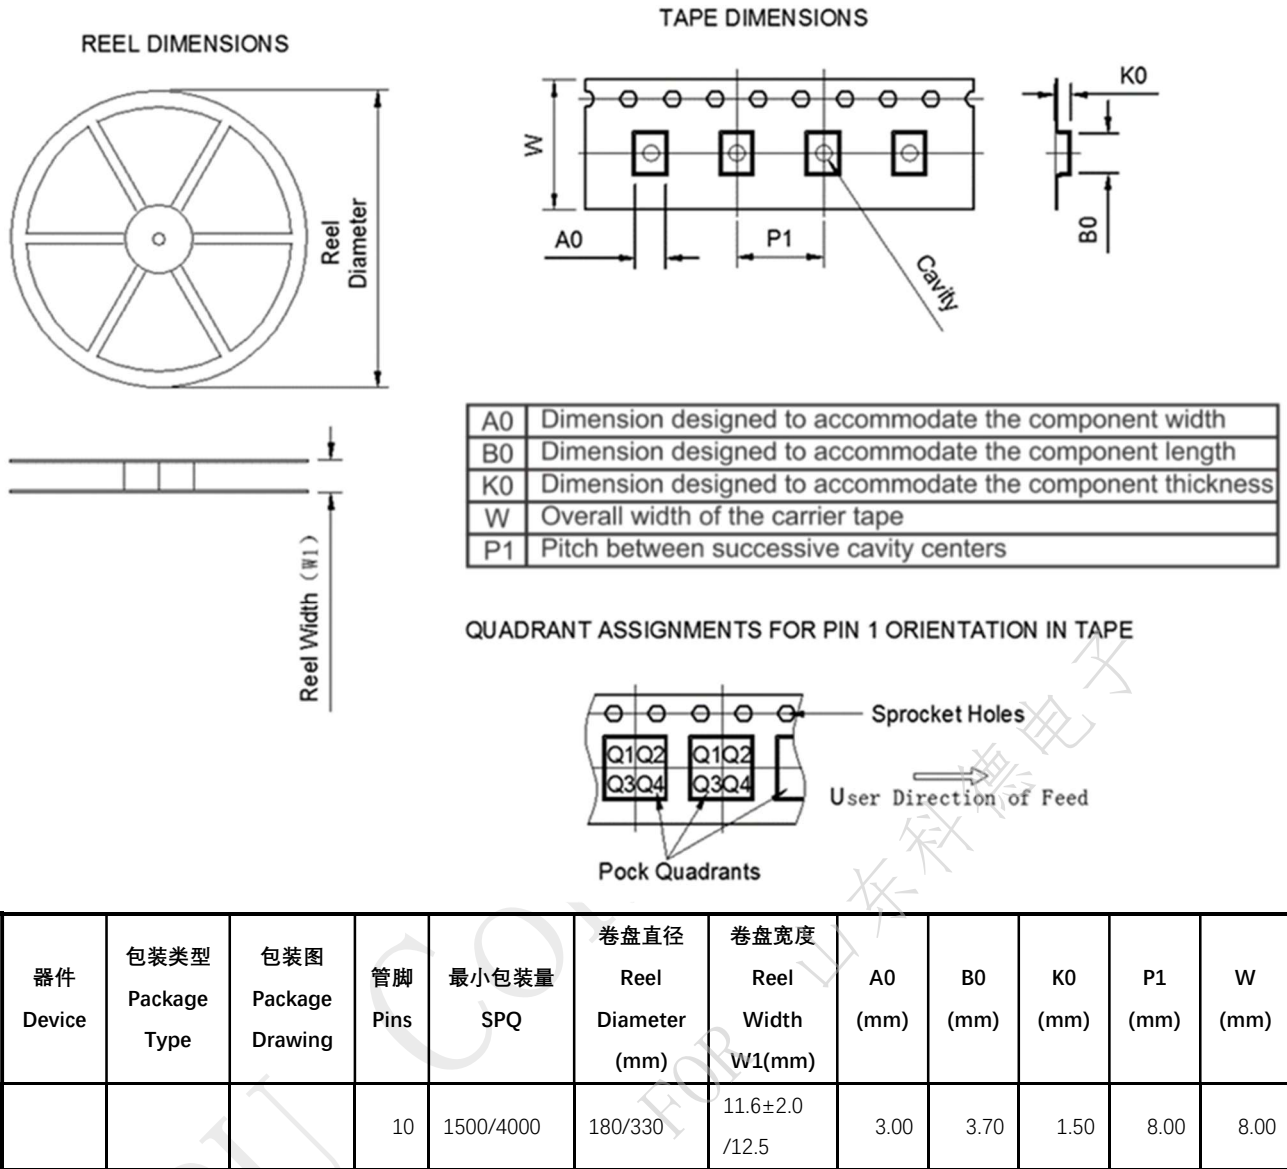 REEL DIMENSIONS
TAPE DIMENSIONS
Reel
Diameter
Reel Width (W1)
W
A0
P1
Cavity
K0
B0
A0 Dimension designed to accommodate the component width
B0 Dimension designed to accommodate the component length
K0 Dimension designed to accommodate the component thickness
W Overall width of the carrier tape
P1 Pitch between successive cavity centers
QUADRANT ASSIGNMENTS FOR PIN 1 ORIENTATION IN TAPE
Sprocket Holes
Q1 Q2 Q1 Q2
Q3 Q4 Q3 Q4
User Direction of Feed
Pock Quadrants
器件
Device
包装类型
Package
Type
包装图
Package
Drawing
管脚
Pins
最小包装量
SPQ
卷盘直径
Reel
Diameter
(mm)
卷盘宽度
Reel
Width
W1(mm)
A0
(mm)
B0
(mm)
K0
(mm)
P1
(mm)
W
(mm)
10
1500/4000
180/330
11.6±2.0
/12.5
3.00
3.70
1.50
8.00
8.00
FOR 山东科德电子